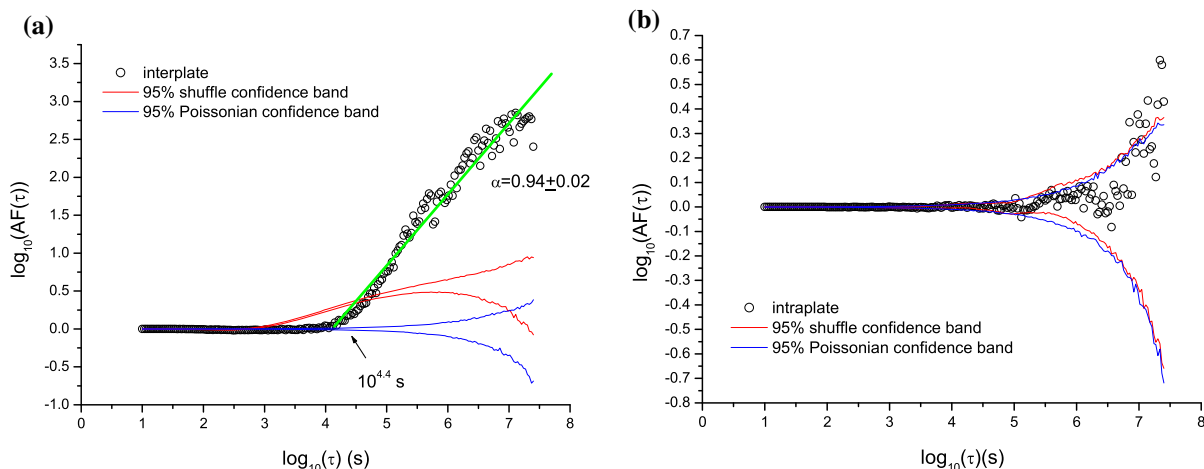 (a)
3.5
3.0
2.5
2.0
1.5
1.0
0.5
0.0
-0.5
-1.0
log₁₀(AF(τ))
interplate
95% shuffle confidence band
95% Poissonian confidence band
α=0.94±0.02
10⁴·⁴ s
0 1 2 3 4 5 6 7 8
log₁₀(τ) (s)
(b)
0.7
0.6
0.5
0.4
0.3
0.2
0.1
0.0
-0.1
-0.2
-0.3
-0.4
-0.5
-0.6
-0.7
-0.8
log₁₀(AF(τ))
intraplate
95% shuffle confidence band
95% Poissonian confidence band
0 1 2 3 4 5 6 7 8
log₁₀(τ)(s)